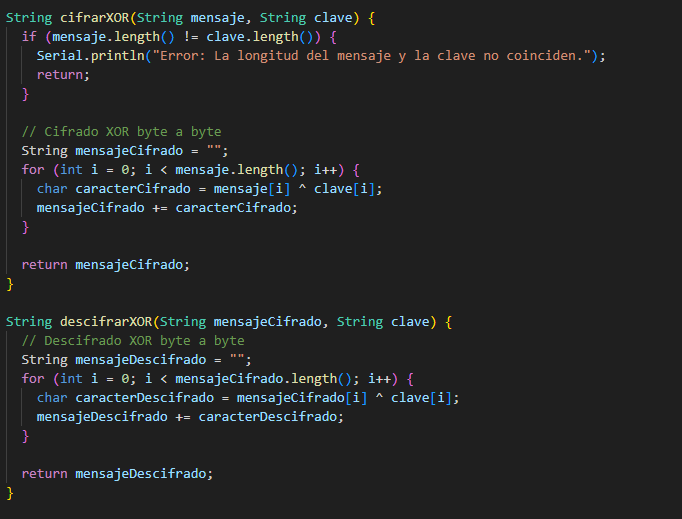 String cifrarXOR(String mensaje, String clave) {
  if (mensaje.length() != clave.length()) {
    Serial.println("Error: La longitud del mensaje y la clave no coinciden.");
    return;
  }

  // Cifrado XOR byte a byte
  String mensajeCifrado = "";
  for (int i = 0; i < mensaje.length(); i++) {
    char caracterCifrado = mensaje[i] ^ clave[i];
    mensajeCifrado += caracterCifrado;
  }

  return mensajeCifrado;
}

String descifrarXOR(String mensajeCifrado, String clave) {
  // Descifrado XOR byte a byte
  String mensajeDescifrado = "";
  for (int i = 0; i < mensajeCifrado.length(); i++) {
    char caracterDescifrado = mensajeCifrado[i] ^ clave[i];
    mensajeDescifrado += caracterDescifrado;
  }

  return mensajeDescifrado;
}